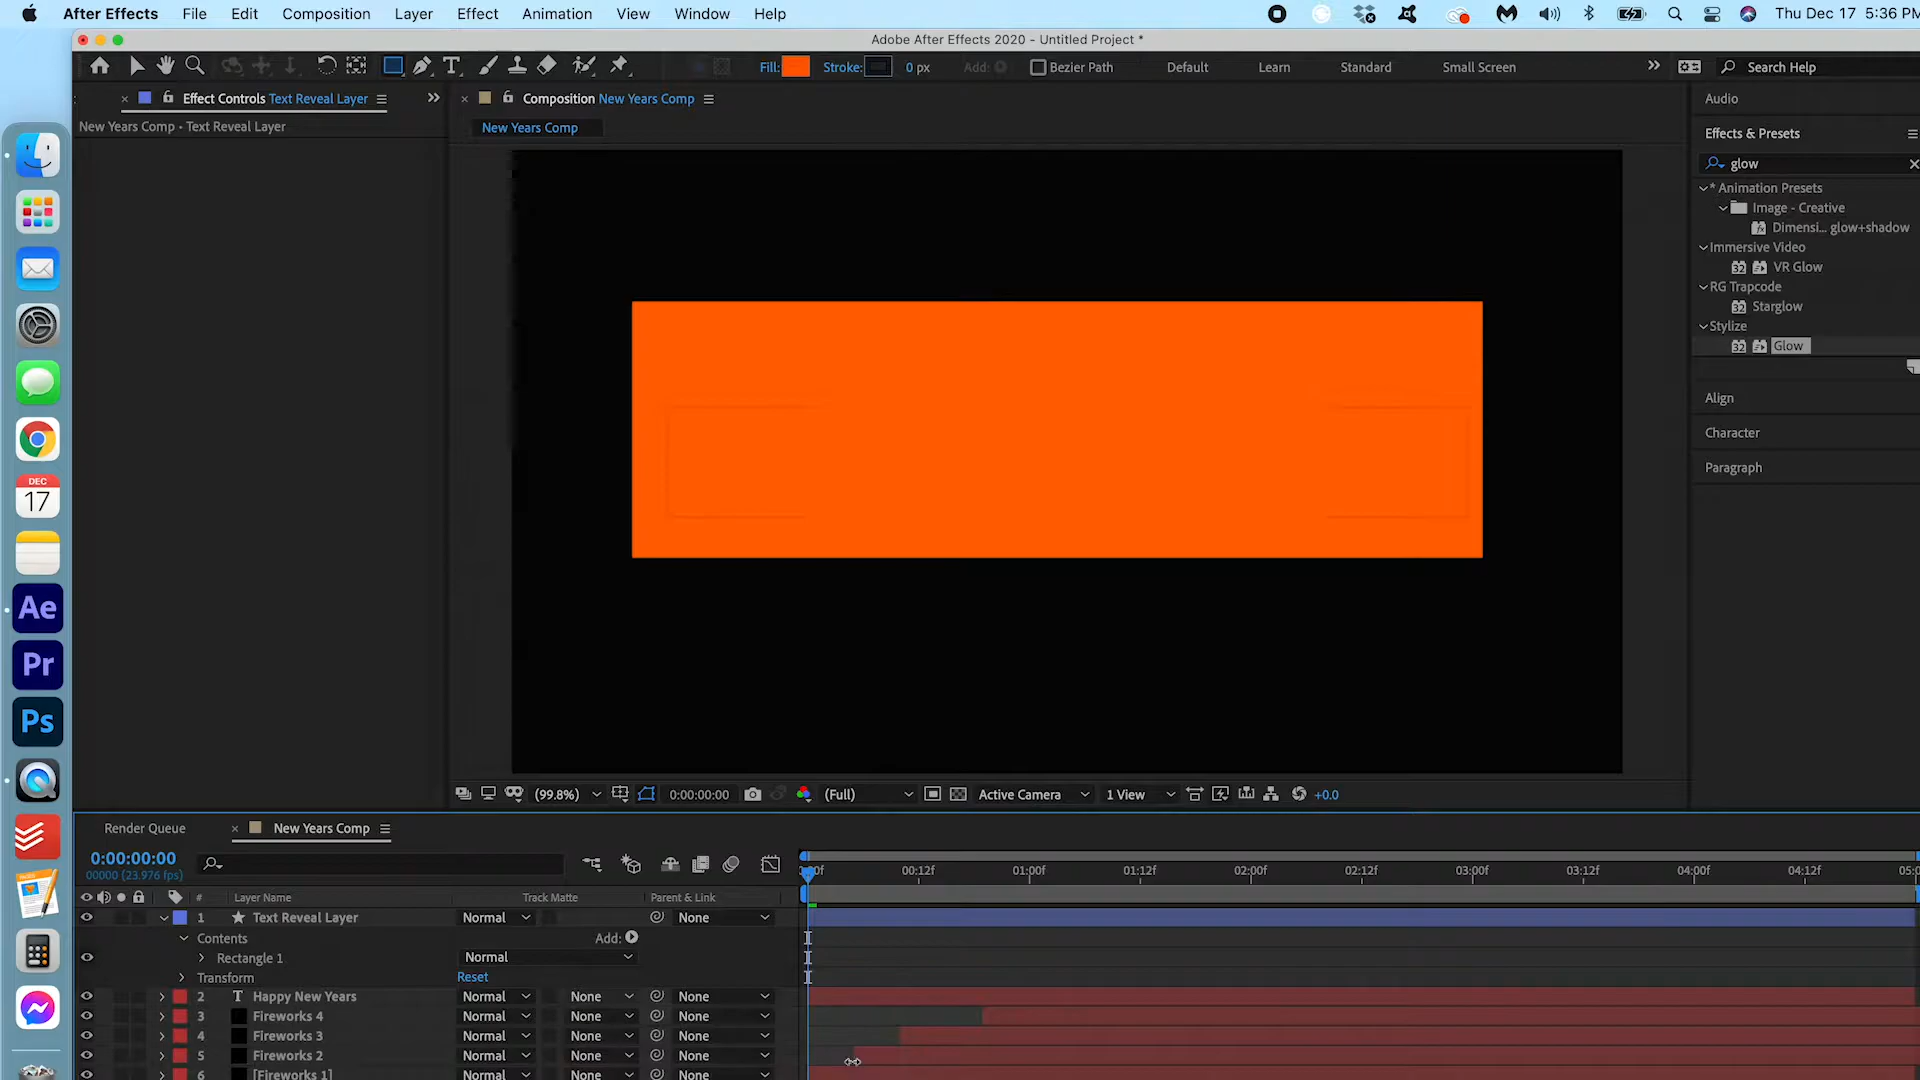 After Effects File Edit Composition Layer Effect Animation View Window Help Thu Dec 17 5:36 PM
Adobe After Effects 2020 - Untitled Project *
Fill: Stroke: 0 px Add: Bezier Path Default Learn Standard Small Screen Search Help
Effect Controls Text Reveal Layer
New Years Comp • Text Reveal Layer
Composition New Years Comp
New Years Comp
Audio
Effects & Presets
glow
* Animation Presets
Image - Creative
Dimensi... glow+shadow
Immersive Video
32 VR Glow
RG Trapcode
32 Starglow
Stylize
32 Glow
Align
Character
Paragraph
DEC
17
Ae
Pr
Ps
(99.8%) 0:00:00:00 (Full) Active Camera 1 View +0.0
Render Queue New Years Comp
0:00:00:00
00000 (23.976 fps)
00:12f 01:00f 01:12f 02:00f 02:12f 03:00f 03:12f 04:00f 04:12f
# Layer Name Track Matte Parent & Link
1 Text Reveal Layer Normal None
Contents Add:
Rectangle 1 Normal
Transform Reset
2 T Happy New Years Normal None None
3 Fireworks 4 Normal None None
4 Fireworks 3 Normal None None
5 Fireworks 2 Normal None None
6 [Fireworks 1] Normal None None